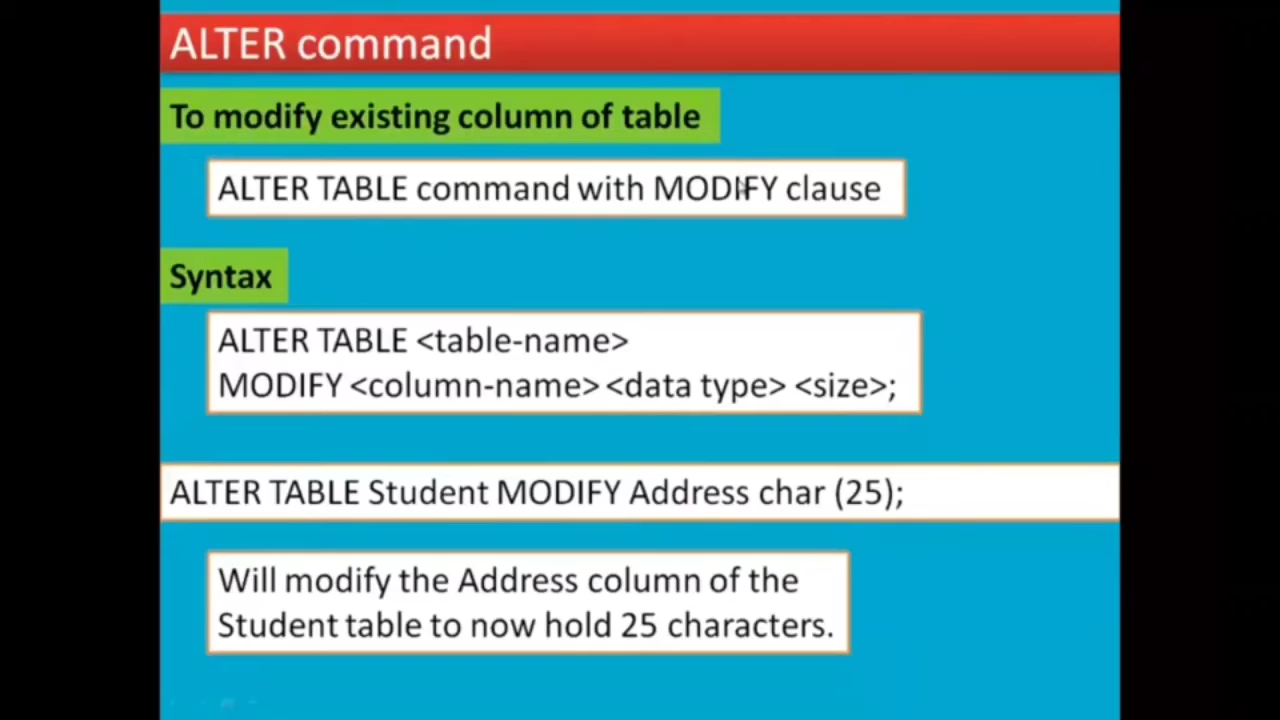 ALTER command
To modify existing column of table
ALTER TABLE command with MODIFY clause
Syntax
ALTER TABLE <table-name>
MODIFY <column-name> <data type> <size>;
ALTER TABLE Student MODIFY Address char (25);
Will modify the Address column of the
Student table to now hold 25 characters.